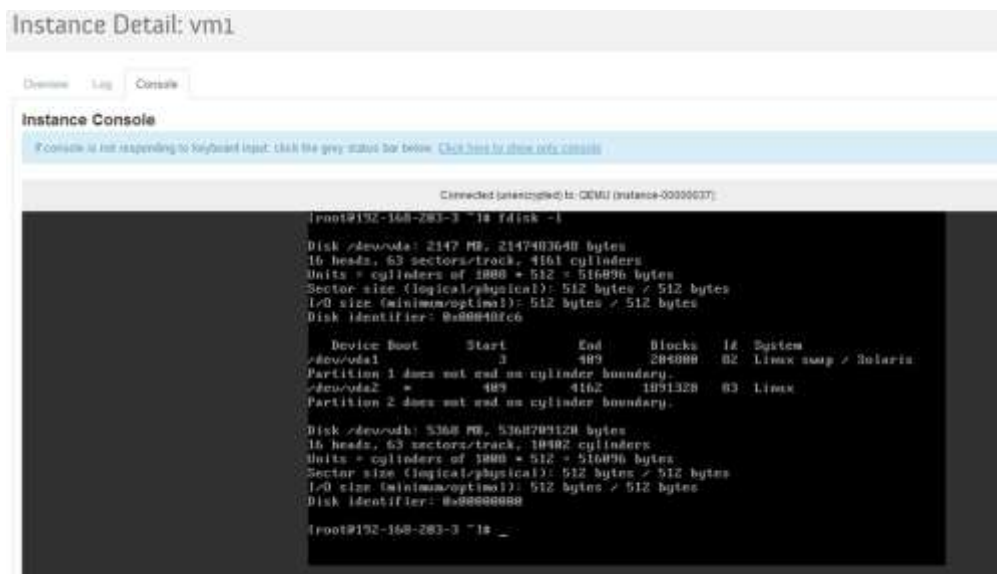 Instance Detail: vm1
Overview Log Console
Instance Console
If console is not responding to keyboard input: click the grey status bar below. Click here to show only console
Connected (unencrypted) to: QEMU (instance-00000037)
[root@192-168-203-3 ~]# fdisk -l
Disk /dev/vda: 2147 MB, 2147483648 bytes
16 heads, 63 sectors/track, 4161 cylinders
Units = cylinders of 1008 * 512 = 516096 bytes
Sector size (logical/physical): 512 bytes / 512 bytes
I/O size (minimum/optimal): 512 bytes / 512 bytes
Disk identifier:
Device Boot Start End Blocks Id System
/dev/vda1 3 409 204800 82 Linux swap / Solaris
Partition 1 does not end on cylinder boundary.
/dev/vda2 * 409 4162 1891328 83 Linux
Partition 2 does not end on cylinder boundary.
Disk /dev/vdb: 5368 MB, 5368709120 bytes
16 heads, 63 sectors/track, 10402 cylinders
Units = cylinders of 1008 * 512 = 516096 bytes
Sector size (logical/physical): 512 bytes / 512 bytes
I/O size (minimum/optimal): 512 bytes / 512 bytes
Disk identifier: 0x00000000
[root@192-168-203-3 ~]# _